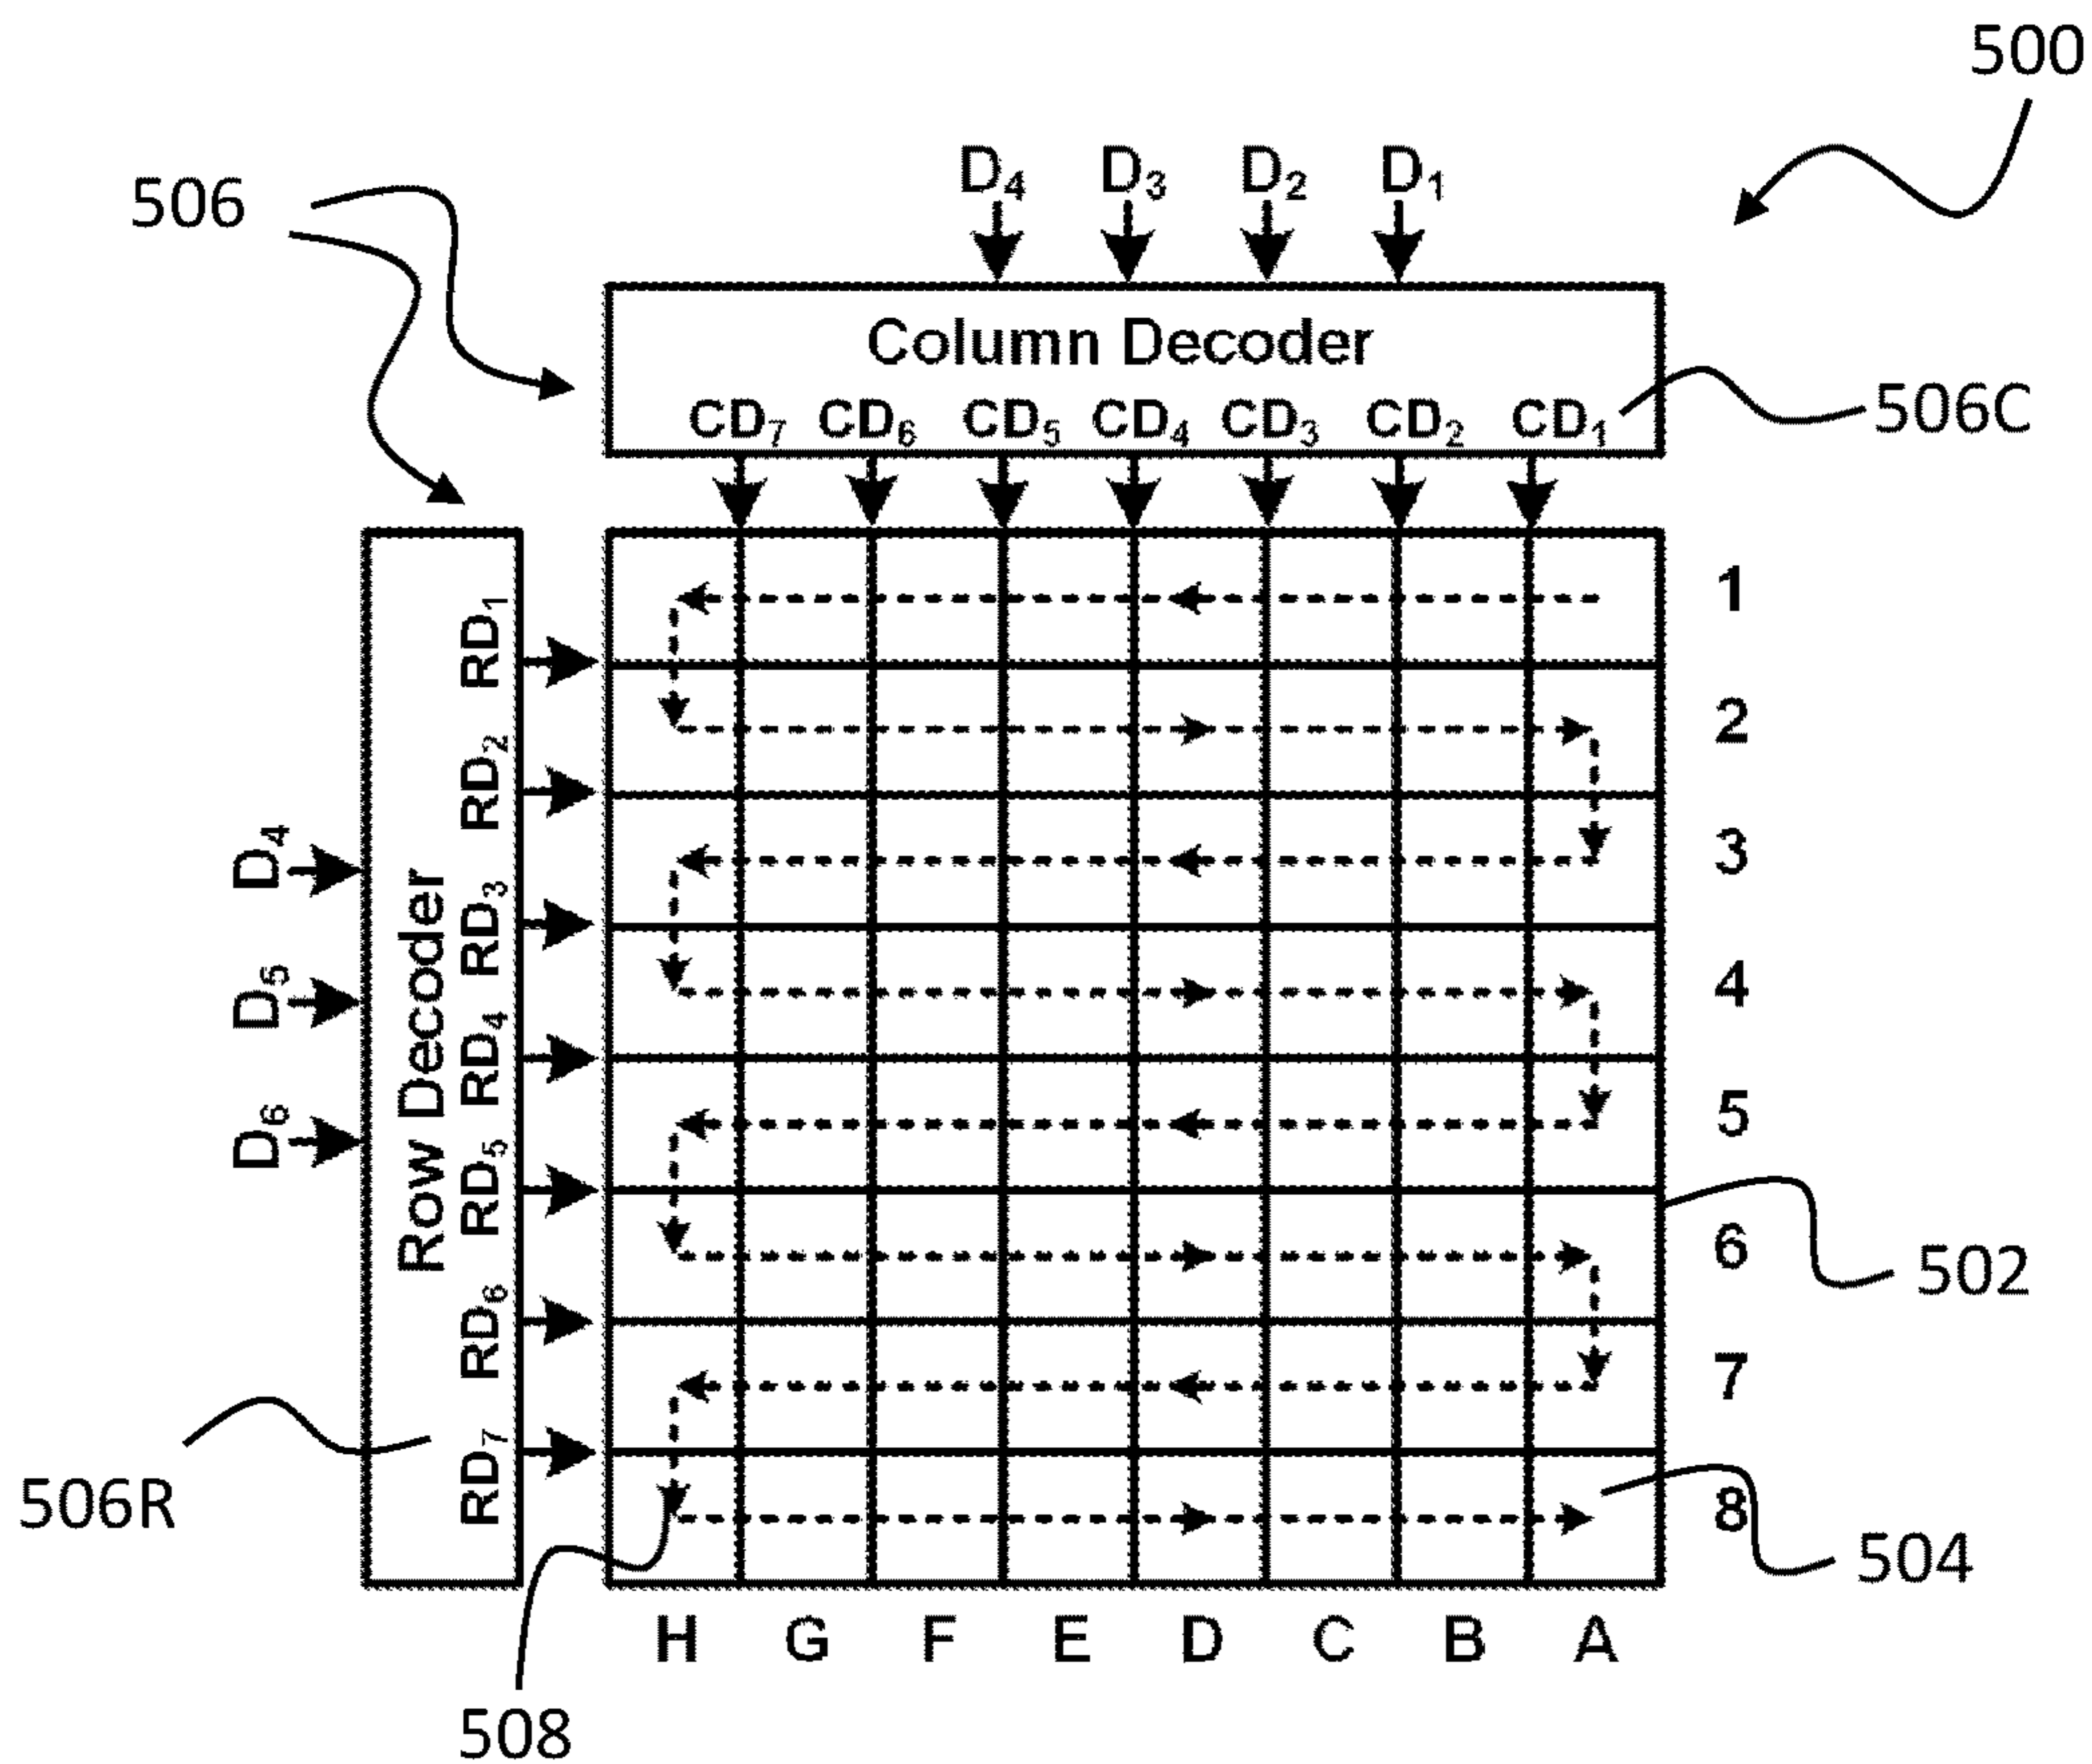 500
506
D₄ D₃ D₂ D₁
Column Decoder
CD₇ CD₆ CD₅ CD₄ CD₃ CD₂ CD₁
506C
Row Decoder
D₄
D₅
D₆
RD₁
RD₂
RD₃
RD₄
RD₅
RD₆
RD₇
1
2
3
4
5
6
7
8
502
506R
504
H G F E D C B A
508